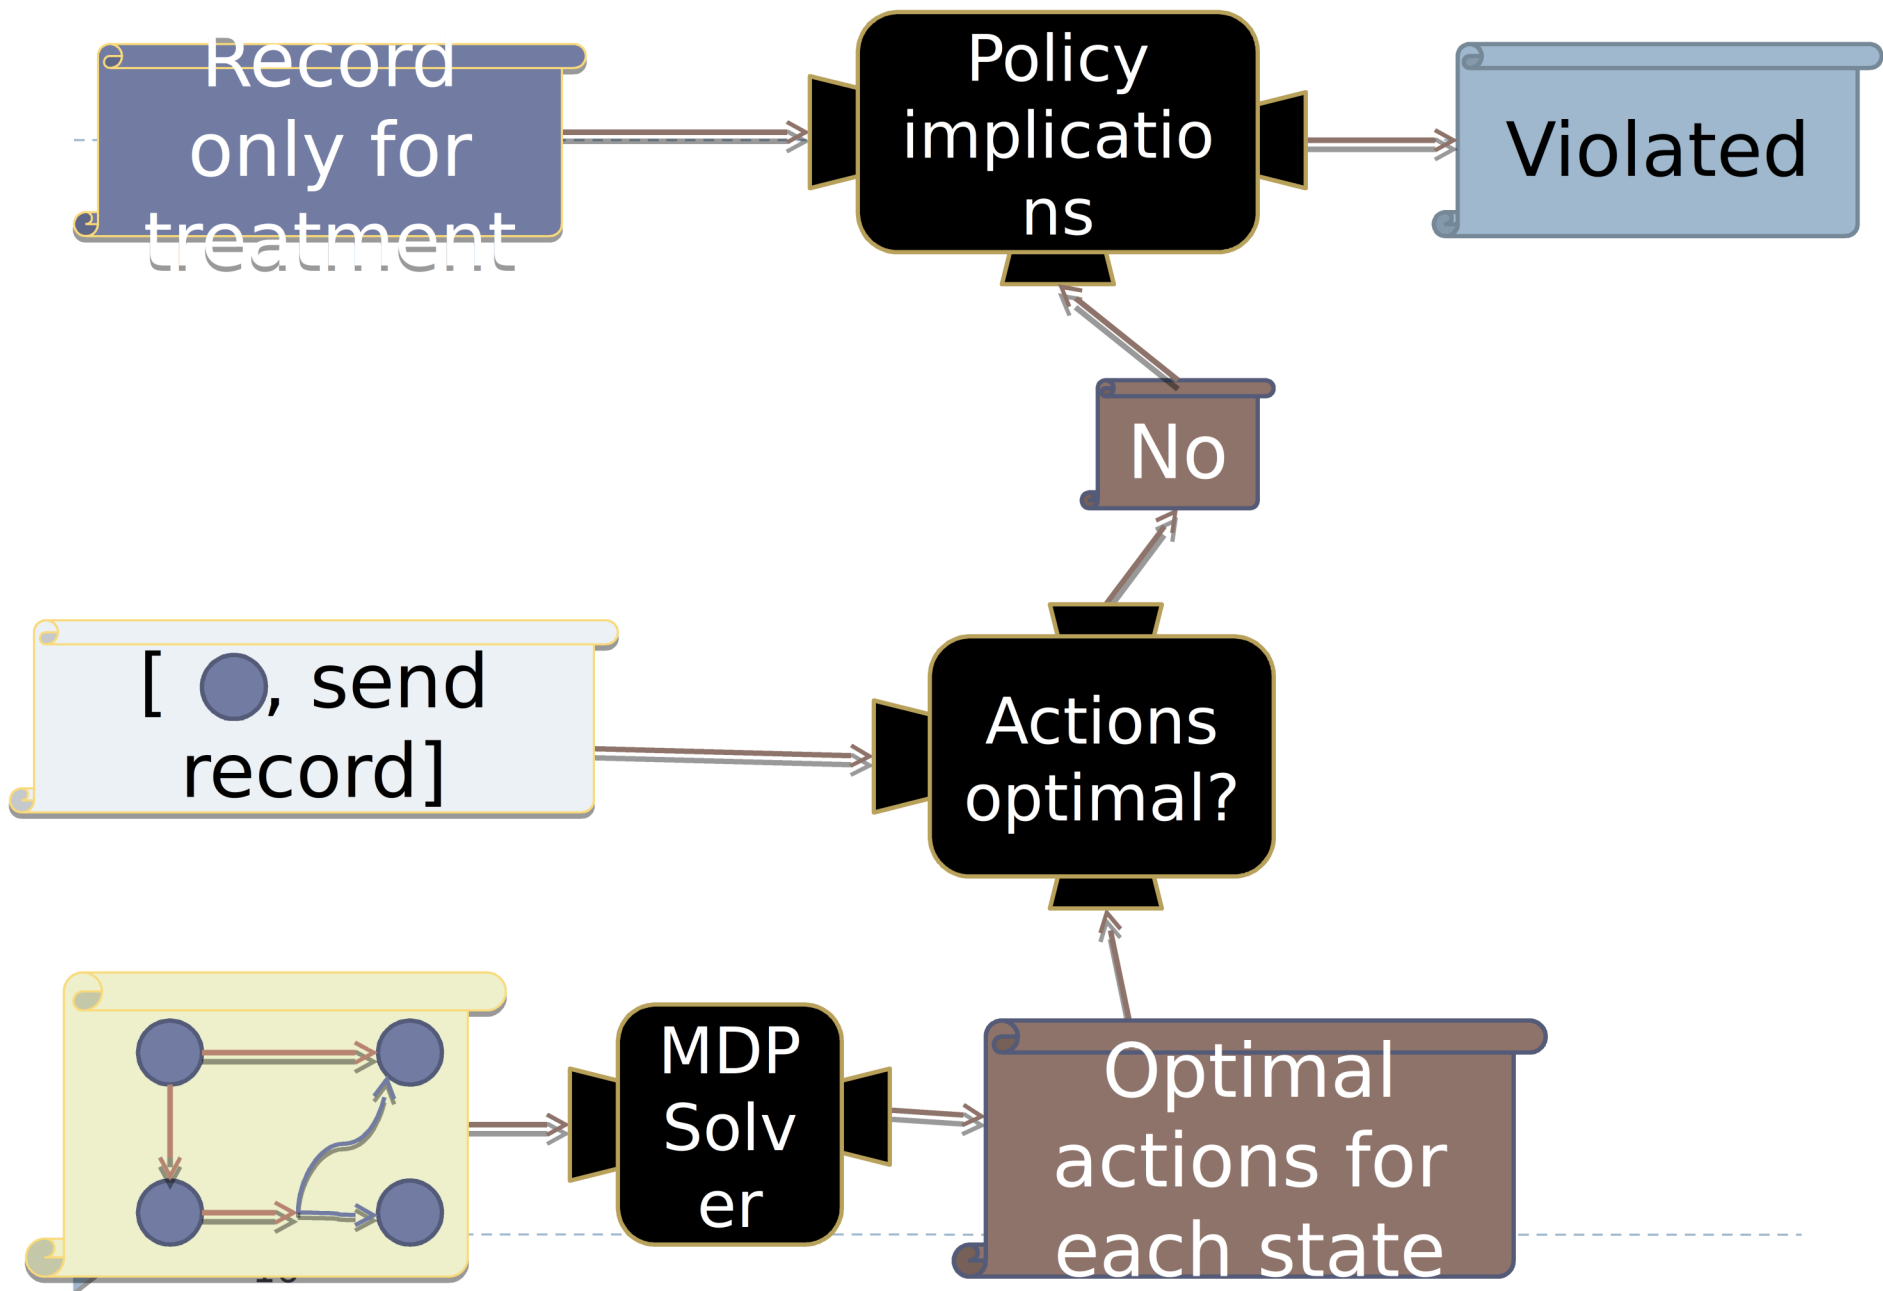 Record
only for
treatment
Policy
implicatio
ns
Violated
No
[ , send
record]
Actions
optimal?
MDP
Solv
er
Optimal
actions for
each state